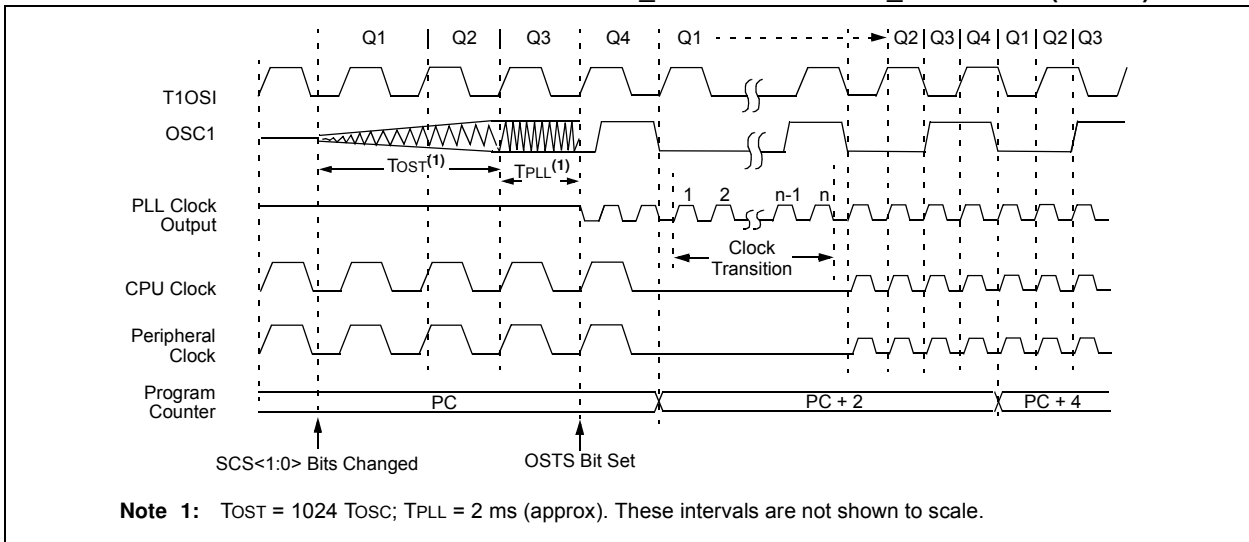 Q1 Q2 Q3 Q4 Q1 Q2 Q3 Q4 Q1 Q2 Q3
T1OSI
OSC1
TOST(1) TPLL(1)
1 2 n-1 n
PLL Clock
Output
Clock
Transition
CPU Clock
Peripheral
Clock
Program
Counter
PC PC + 2 PC + 4
SCS<1:0> Bits Changed OSTS Bit Set
Note 1: TOST = 1024 TOSC; TPLL = 2 ms (approx). These intervals are not shown to scale.